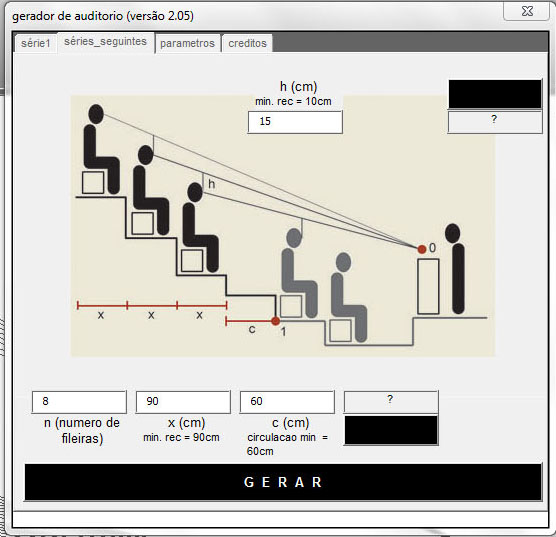 gerador de auditorio (versão 2.05)
série1 séries_seguintes parametros creditos
h (cm)
min. rec = 10cm
15
?
h
0
x x x
c 1
8 90 60 ?
n (numero de fileiras)
x (cm)
min. rec = 90cm
c (cm)
circulacao min =
60cm
G E R A R